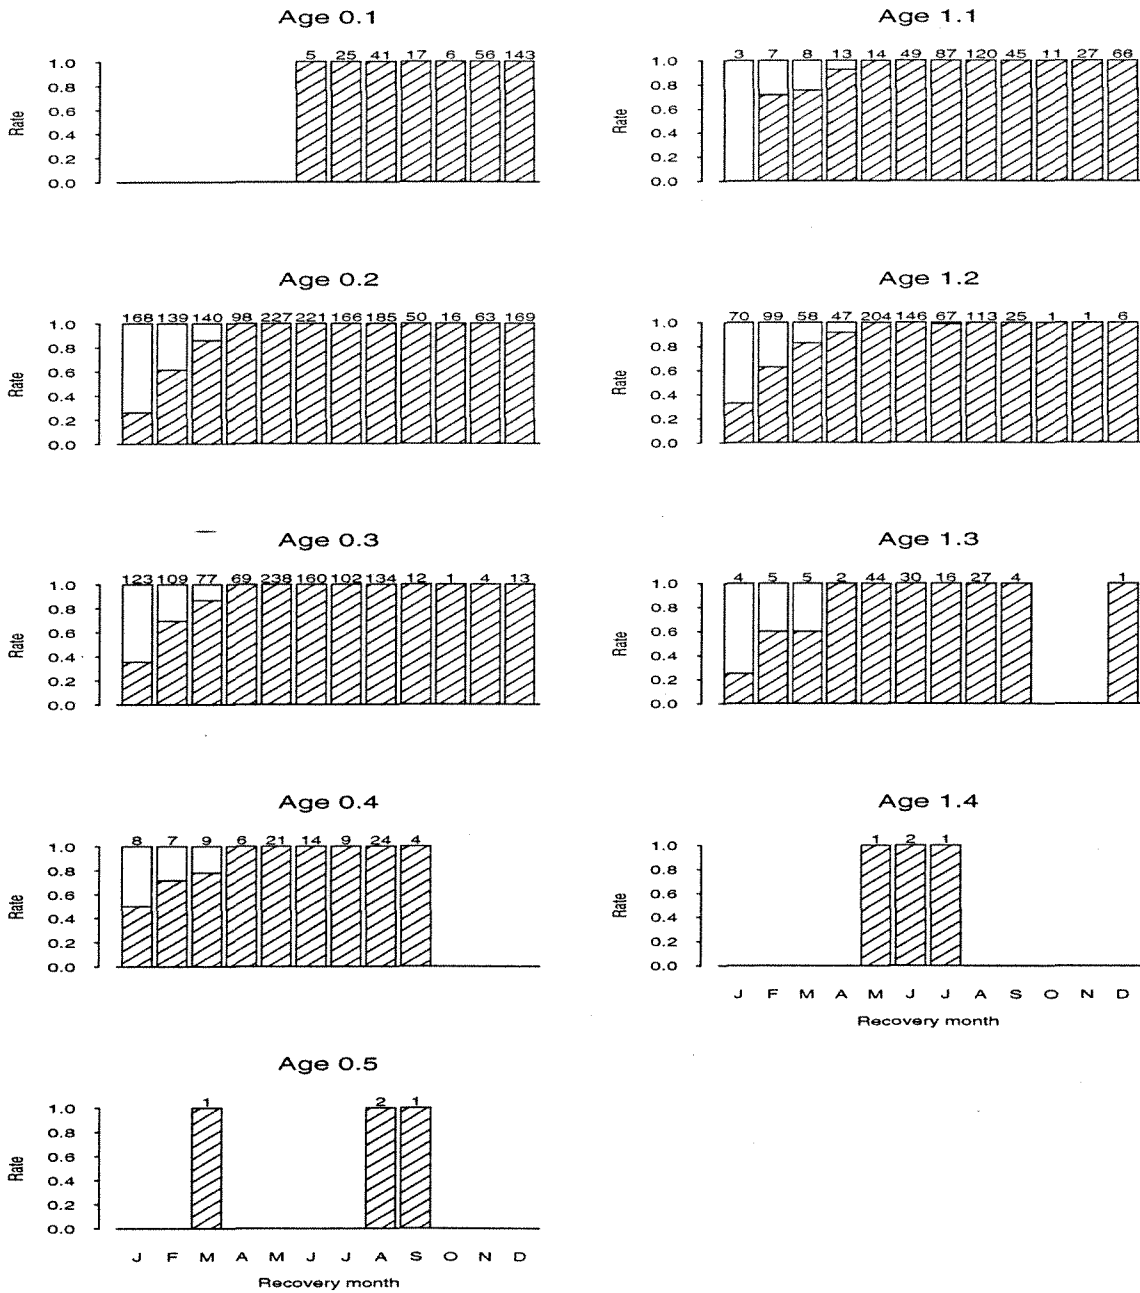 Age 0.1
5 25 41 17 6 56 143
1.0
0.8
0.6
0.4
0.2
0.0
Rate
Age 1.1
3 7 8 13 14 49 87 120 45 11 27 66
1.0
0.8
0.6
0.4
0.2
0.0
Rate
Age 0.2
168 139 140 98 227 221 166 185 50 16 63 169
1.0
0.8
0.6
0.4
0.2
0.0
Rate
Age 1.2
70 99 58 47 204 146 67 113 25 1 1 6
1.0
0.8
0.6
0.4
0.2
0.0
Rate
Age 0.3
123 109 77 69 238 160 102 134 12 1 4 13
1.0
0.8
0.6
0.4
0.2
0.0
Rate
Age 1.3
4 5 5 2 44 30 16 27 4 1
1.0
0.8
0.6
0.4
0.2
0.0
Rate
Age 0.4
8 7 9 6 21 14 9 24 4
1.0
0.8
0.6
0.4
0.2
0.0
Rate
Age 1.4
1 2 1
1.0
0.8
0.6
0.4
0.2
0.0
Rate
J F M A M J J A S O N D
Recovery month
Age 0.5
1 2 1
1.0
0.8
0.6
0.4
0.2
0.0
Rate
J F M A M J J A S O N D
Recovery month